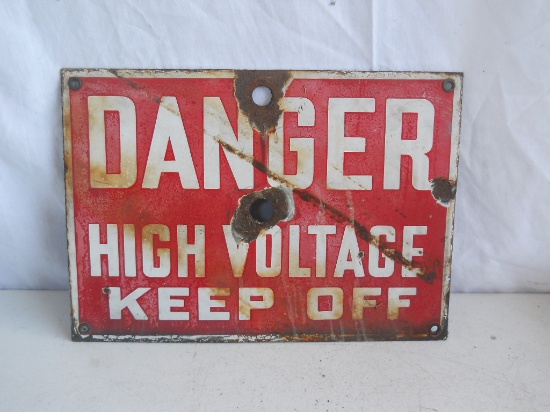 DANGER
HIGH VOLTAGE
KEEP OFF